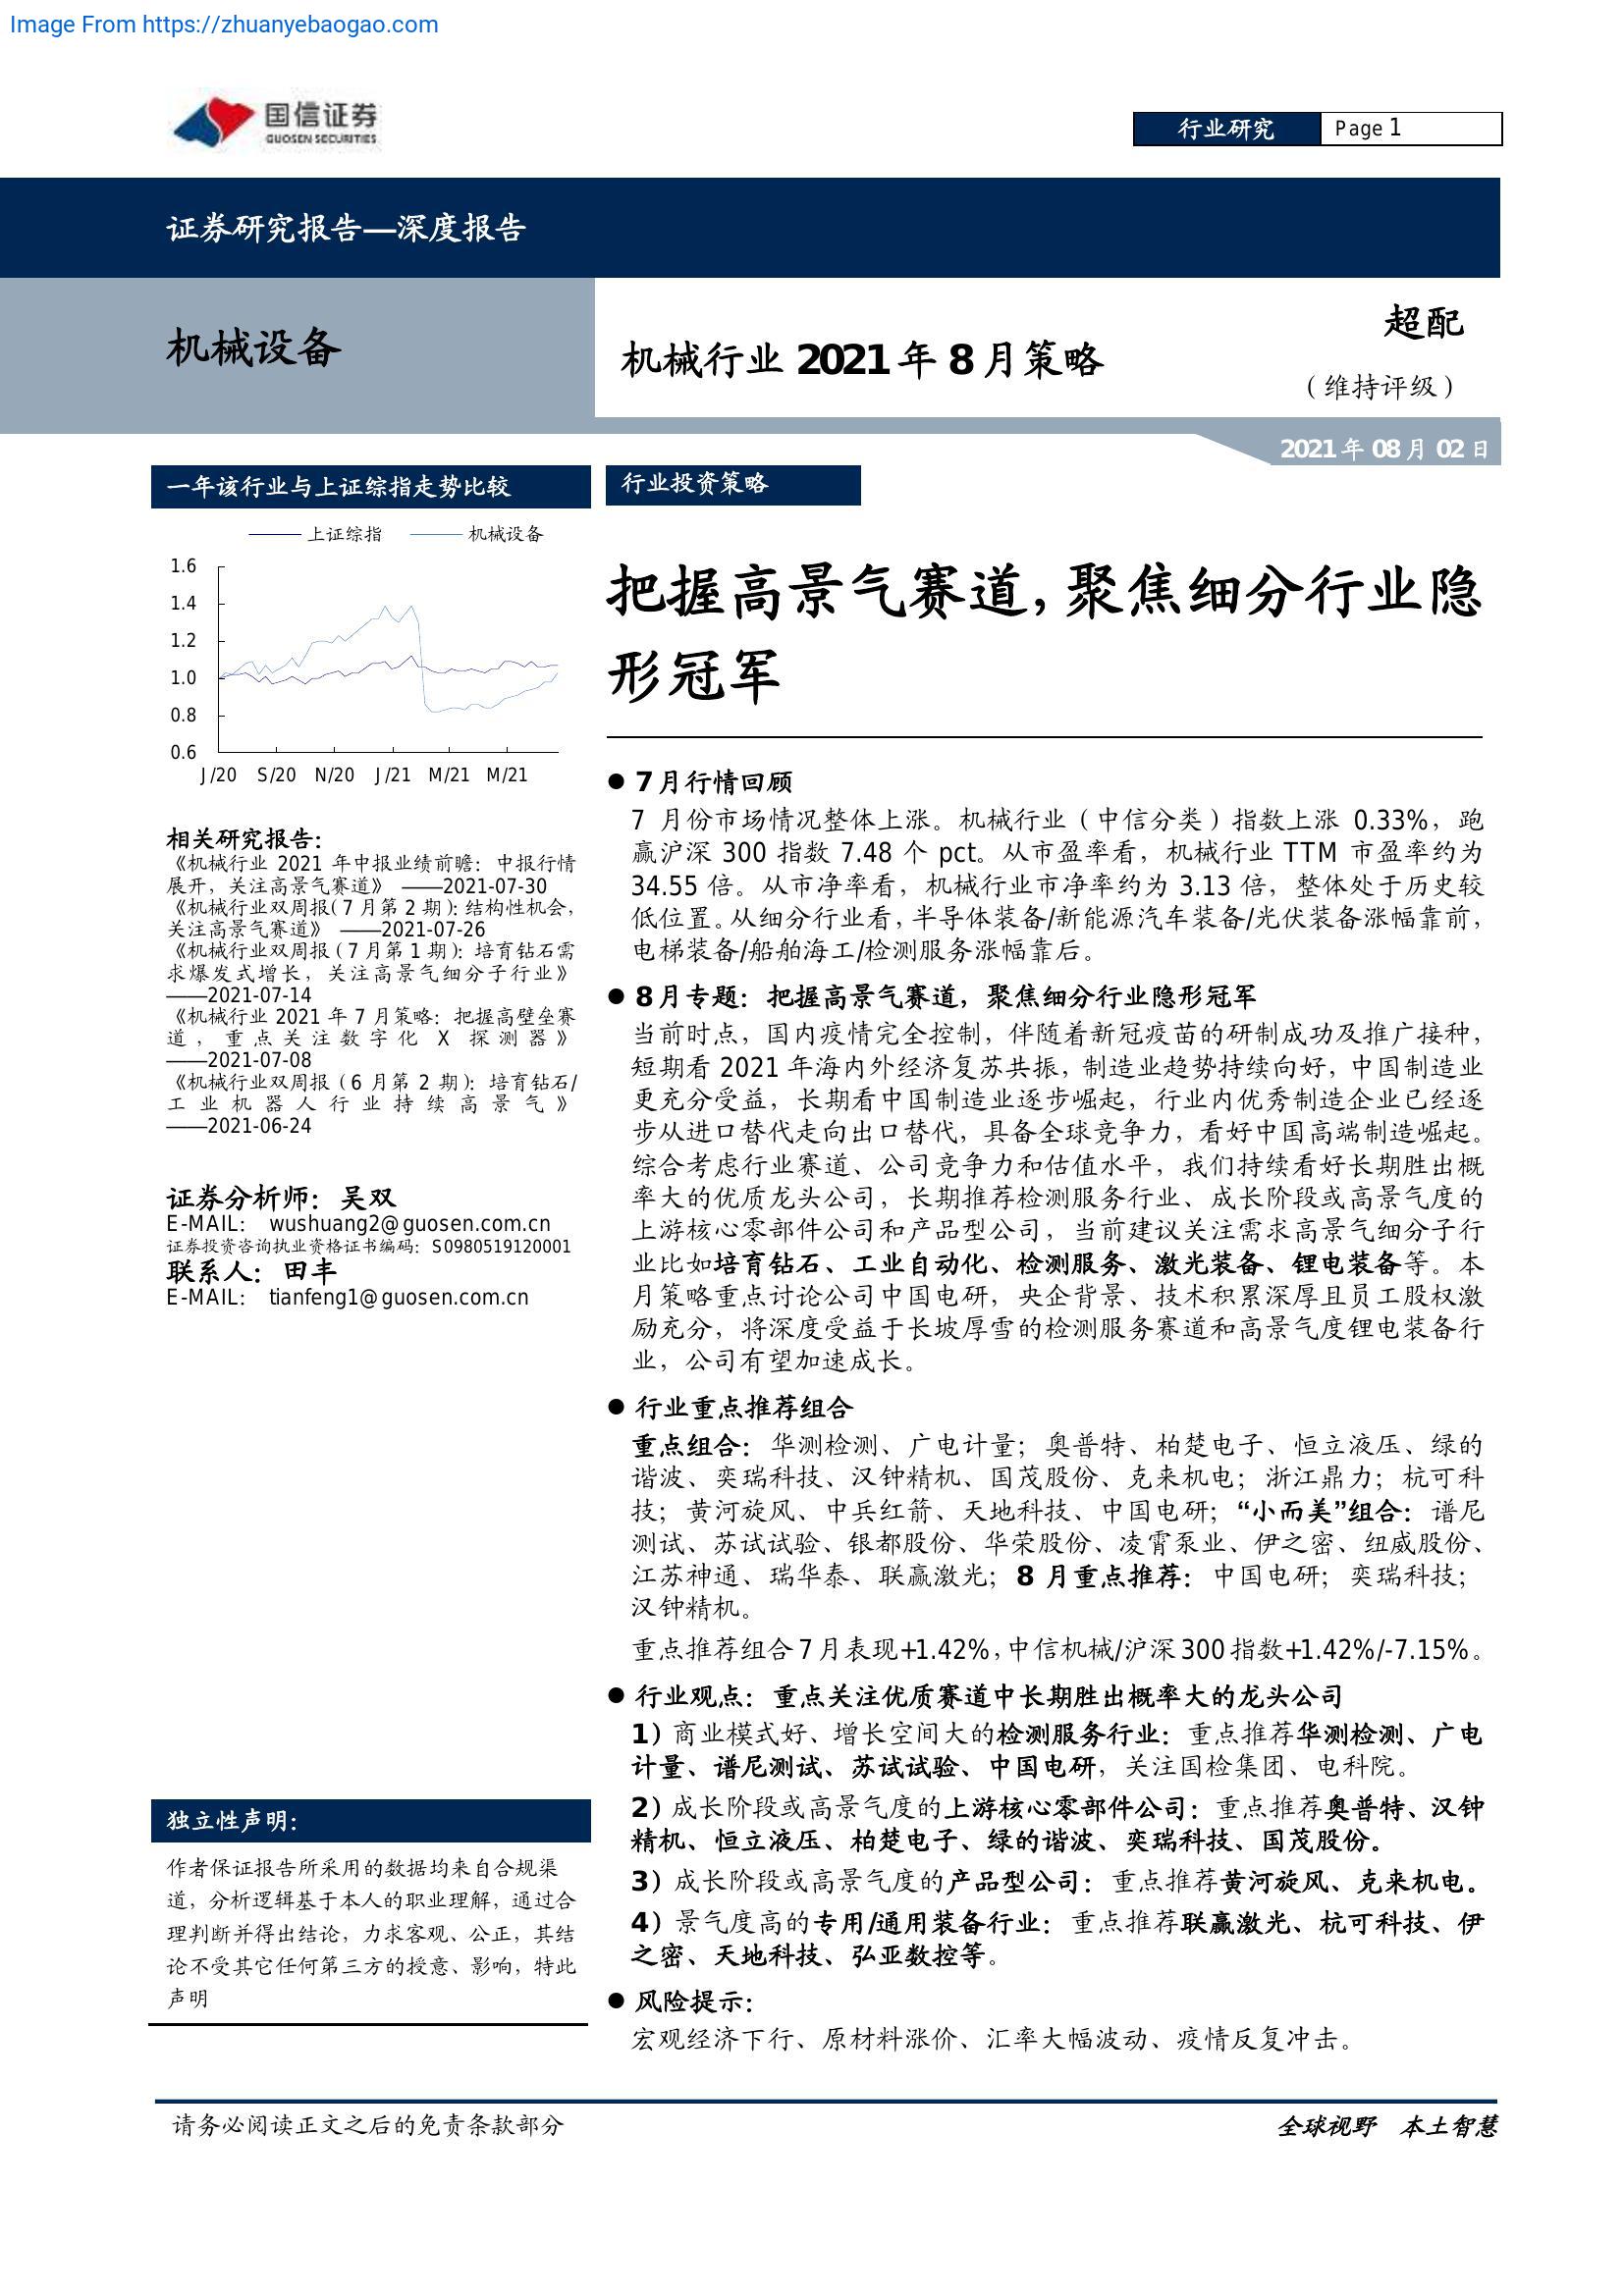 Image From https://zhuanyebaogao.com
国信证券
GUOSEN SECURITIES
行业研究
Page 1
证券研究报告—深度报告
机械设备
机械行业 2021 年 8 月策略
超配
（维持评级）
2021 年 08 月 02 日
一年该行业与上证综指走势比较
上证综指 机械设备
1.6
1.4
1.2
1.0
0.8
0.6
J/20 S/20 N/20 J/21 M/21 M/21
相关研究报告：
《机械行业 2021 年中报业绩前瞻：中报行情
展开，关注高景气赛道》 ——2021-07-30
《机械行业双周报（7 月第 2 期）：结构性机会，
关注高景气赛道》 ——2021-07-26
《机械行业双周报（7 月第 1 期）：培育钻石需
求爆发式增长，关注高景气细分子行业》
——2021-07-14
《机械行业 2021 年 7 月策略：把握高壁垒赛
道，重点关注数字化 X 探测器》
——2021-07-08
《机械行业双周报（6 月第 2 期）：培育钻石/
工业机器人行业持续高景气》
——2021-06-24
证券分析师：吴双
E-MAIL： wushuang2@guosen.com.cn
证券投资咨询执业资格证书编码：S0980519120001
联系人：田丰
E-MAIL： tianfeng1@guosen.com.cn
独立性声明：
作者保证报告所采用的数据均来自合规渠
道，分析逻辑基于本人的职业理解，通过合
理判断并得出结论，力求客观、公正，其结
论不受其它任何第三方的授意、影响，特此
声明
行业投资策略
把握高景气赛道，聚焦细分行业隐
形冠军
● 7 月行情回顾
7 月份市场情况整体上涨。机械行业（中信分类）指数上涨 0.33%，跑
赢沪深 300 指数 7.48 个 pct。从市盈率看，机械行业 TTM 市盈率约为
34.55 倍。从市净率看，机械行业市净率约为 3.13 倍，整体处于历史较
低位置。从细分行业看，半导体装备/新能源汽车装备/光伏装备涨幅靠前，
电梯装备/船舶海工/检测服务涨幅靠后。
● 8 月专题：把握高景气赛道，聚焦细分行业隐形冠军
当前时点，国内疫情完全控制，伴随着新冠疫苗的研制成功及推广接种，
短期看 2021 年海内外经济复苏共振，制造业趋势持续向好，中国制造业
更充分受益，长期看中国制造业逐步崛起，行业内优秀制造企业已经逐
步从进口替代走向出口替代，具备全球竞争力，看好中国高端制造崛起。
综合考虑行业赛道、公司竞争力和估值水平，我们持续看好长期胜出概
率大的优质龙头公司，长期推荐检测服务行业、成长阶段或高景气度的
上游核心零部件公司和产品型公司，当前建议关注需求高景气细分子行
业比如培育钻石、工业自动化、检测服务、激光装备、锂电装备等。本
月策略重点讨论公司中国电研，央企背景、技术积累深厚且员工股权激
励充分，将深度受益于长坡厚雪的检测服务赛道和高景气度锂电装备行
业，公司有望加速成长。
● 行业重点推荐组合
重点组合：华测检测、广电计量；奥普特、柏楚电子、恒立液压、绿的
谐波、奕瑞科技、汉钟精机、国茂股份、克来机电；浙江鼎力；杭可科
技；黄河旋风、中兵红箭、天地科技、中国电研；“小而美”组合：谱尼
测试、苏试试验、银都股份、华荣股份、凌霄泵业、伊之密、纽威股份、
江苏神通、瑞华泰、联赢激光；8 月重点推荐：中国电研；奕瑞科技；
汉钟精机。
重点推荐组合 7 月表现+1.42%，中信机械/沪深 300 指数+1.42%/-7.15%。
● 行业观点：重点关注优质赛道中长期胜出概率大的龙头公司
1）商业模式好、增长空间大的检测服务行业：重点推荐华测检测、广电
计量、谱尼测试、苏试试验、中国电研，关注国检集团、电科院。
2）成长阶段或高景气度的上游核心零部件公司：重点推荐奥普特、汉钟
精机、恒立液压、柏楚电子、绿的谐波、奕瑞科技、国茂股份。
3）成长阶段或高景气度的产品型公司：重点推荐黄河旋风、克来机电。
4）景气度高的专用/通用装备行业：重点推荐联赢激光、杭可科技、伊
之密、天地科技、弘亚数控等。
● 风险提示：
宏观经济下行、原材料涨价、汇率大幅波动、疫情反复冲击。
请务必阅读正文之后的免责条款部分
全球视野 本土智慧